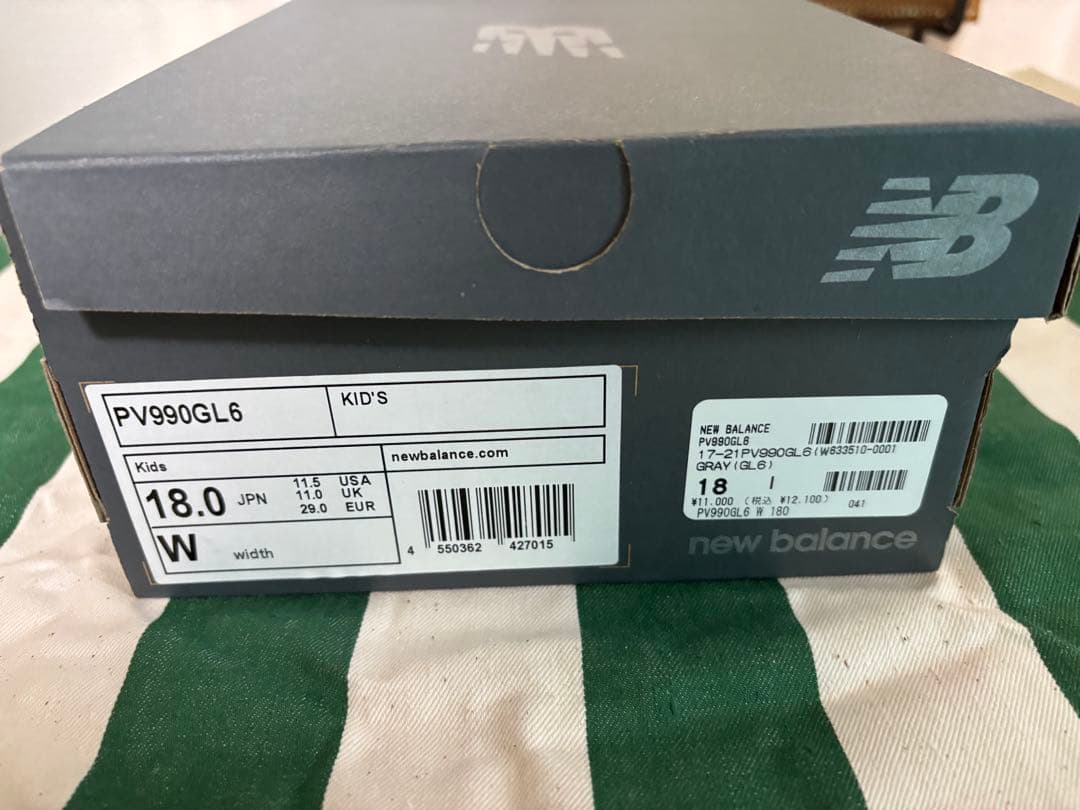 NB
PV990GL6
KID'S
Kids
newbalance.com
18.0 JPN
11.5 USA
11.0 UK
29.0 EUR
W width
4 550362 427015
NEW BALANCE
PV990GL6
17-21PV990GL6(W633510-0001
GRAY(GL6)
18 I
¥11.000 (税込 ¥12.100)
041
PV990GL6 W 180
new balance